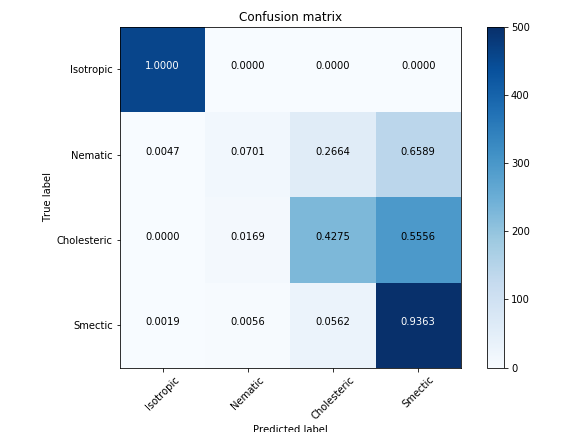 Confusion matrix
Isotropic 1.0000 0.0000 0.0000 0.0000
Nematic 0.0047 0.0701 0.2664 0.6589
Cholesteric 0.0000 0.0169 0.4275 0.5556
Smectic 0.0019 0.0056 0.0562 0.9363
Isotropic Nematic Cholesteric Smectic
Predicted label
True label
500
400
300
200
100
0